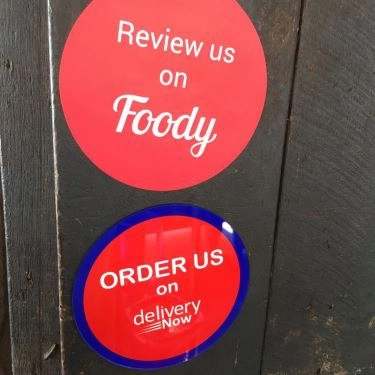 Review us
on
Foody
ORDER US
on
delivery
Now